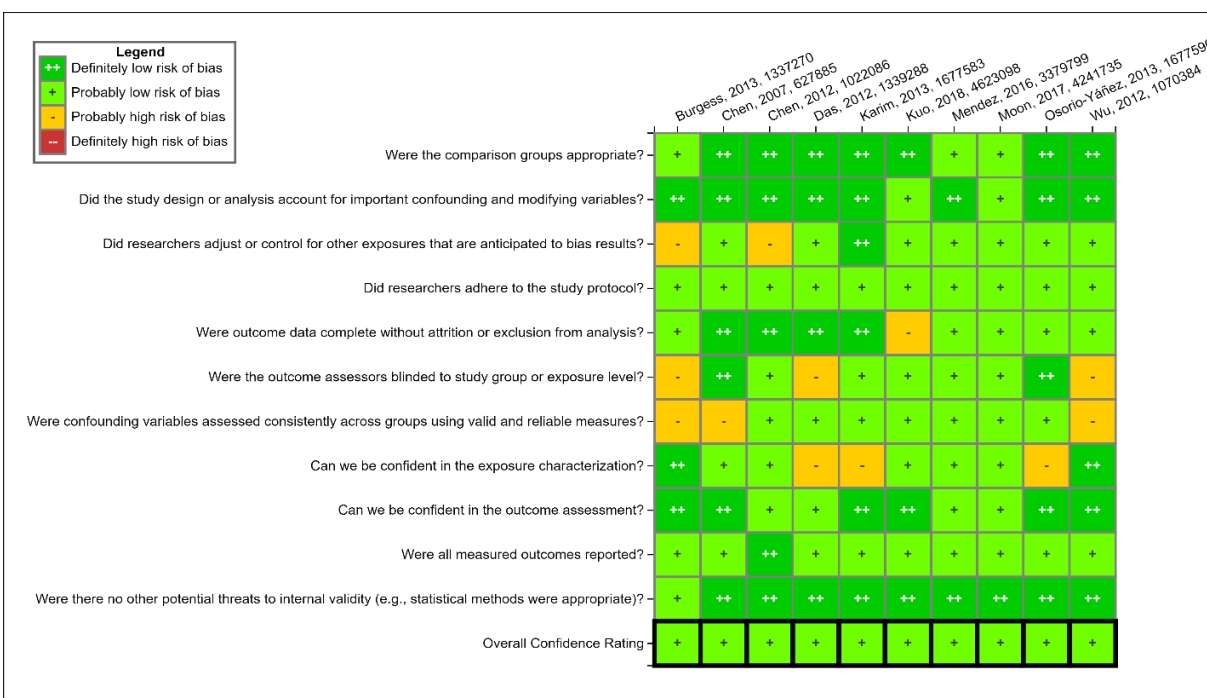 Legend
++ Definitely low risk of bias
+ Probably low risk of bias
- Probably high risk of bias
-- Definitely high risk of bias
Burgess, 2013, 1337270
Chen, 2007, 627885
Chen, 2012, 1022086
Das, 2012, 1339288
Karim, 2013, 1677583
Kuo, 2018, 4623098
Mendez, 2016, 3379799
Moon, 2017, 4241735
Osorio-Yáñez, 2013,
Wu, 2012, 1070384
Were the comparison groups appropriate? + ++ ++ ++ ++ ++ + + ++ ++
Did the study design or analysis account for important confounding and modifying variables? ++ ++ ++ ++ ++ + ++ + ++ ++
Did researchers adjust or control for other exposures that are anticipated to bias results? - + - + ++ + + + + +
Did researchers adhere to the study protocol? + + + + + + + + + +
Were outcome data complete without attrition or exclusion from analysis? + ++ ++ ++ ++ - + + + +
Were the outcome assessors blinded to study group or exposure level? - ++ + - + + + + ++ -
Were confounding variables assessed consistently across groups using valid and reliable measures? - - + + + + + + + -
Can we be confident in the exposure characterization? ++ + + - - + + + - ++
Can we be confident in the outcome assessment? ++ ++ + + ++ ++ + + ++ ++
Were all measured outcomes reported? + + ++ + + + + + + +
Were there no other potential threats to internal validity (e.g., statistical methods were appropriate)? + ++ ++ ++ ++ ++ ++ ++ ++ ++
Overall Confidence Rating + + + + + + + + + +